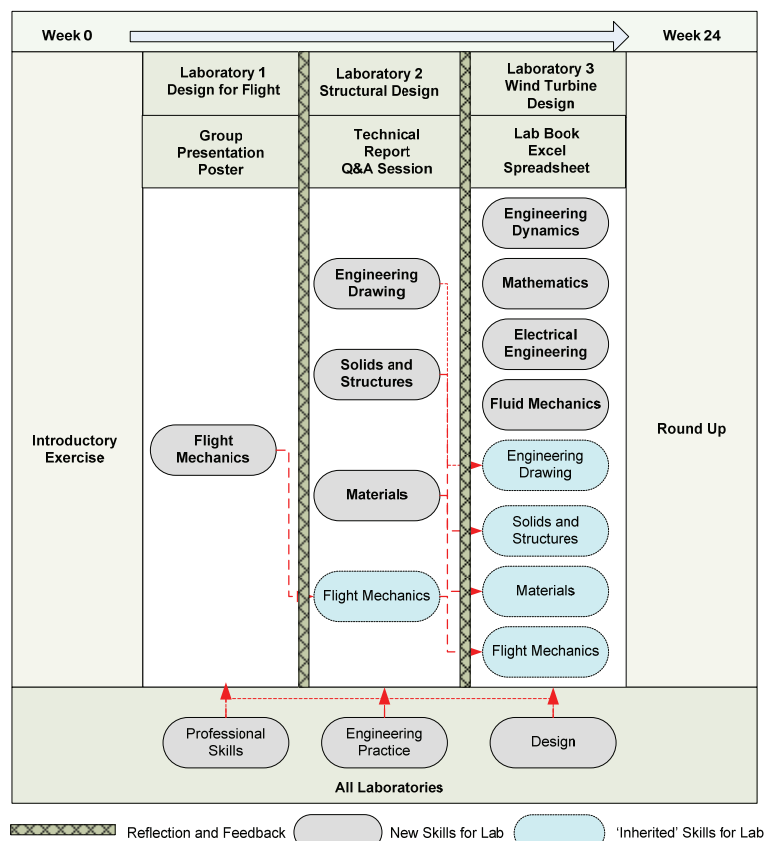 Week 0
Week 24
Laboratory 1
Design for Flight
Laboratory 2
Structural Design
Laboratory 3
Wind Turbine
Design
Group
Presentation
Poster
Technical
Report
Q&A Session
Lab Book
Excel
Spreadsheet
Introductory
Exercise
Flight
Mechanics
Engineering
Drawing
Solids and
Structures
Materials
Flight Mechanics
Engineering
Dynamics
Mathematics
Electrical
Engineering
Fluid Mechanics
Engineering
Drawing
Solids and
Structures
Materials
Flight Mechanics
Round Up
Professional
Skills
Engineering
Practice
Design
All Laboratories
Reflection and Feedback
New Skills for Lab
'Inherited' Skills for Lab